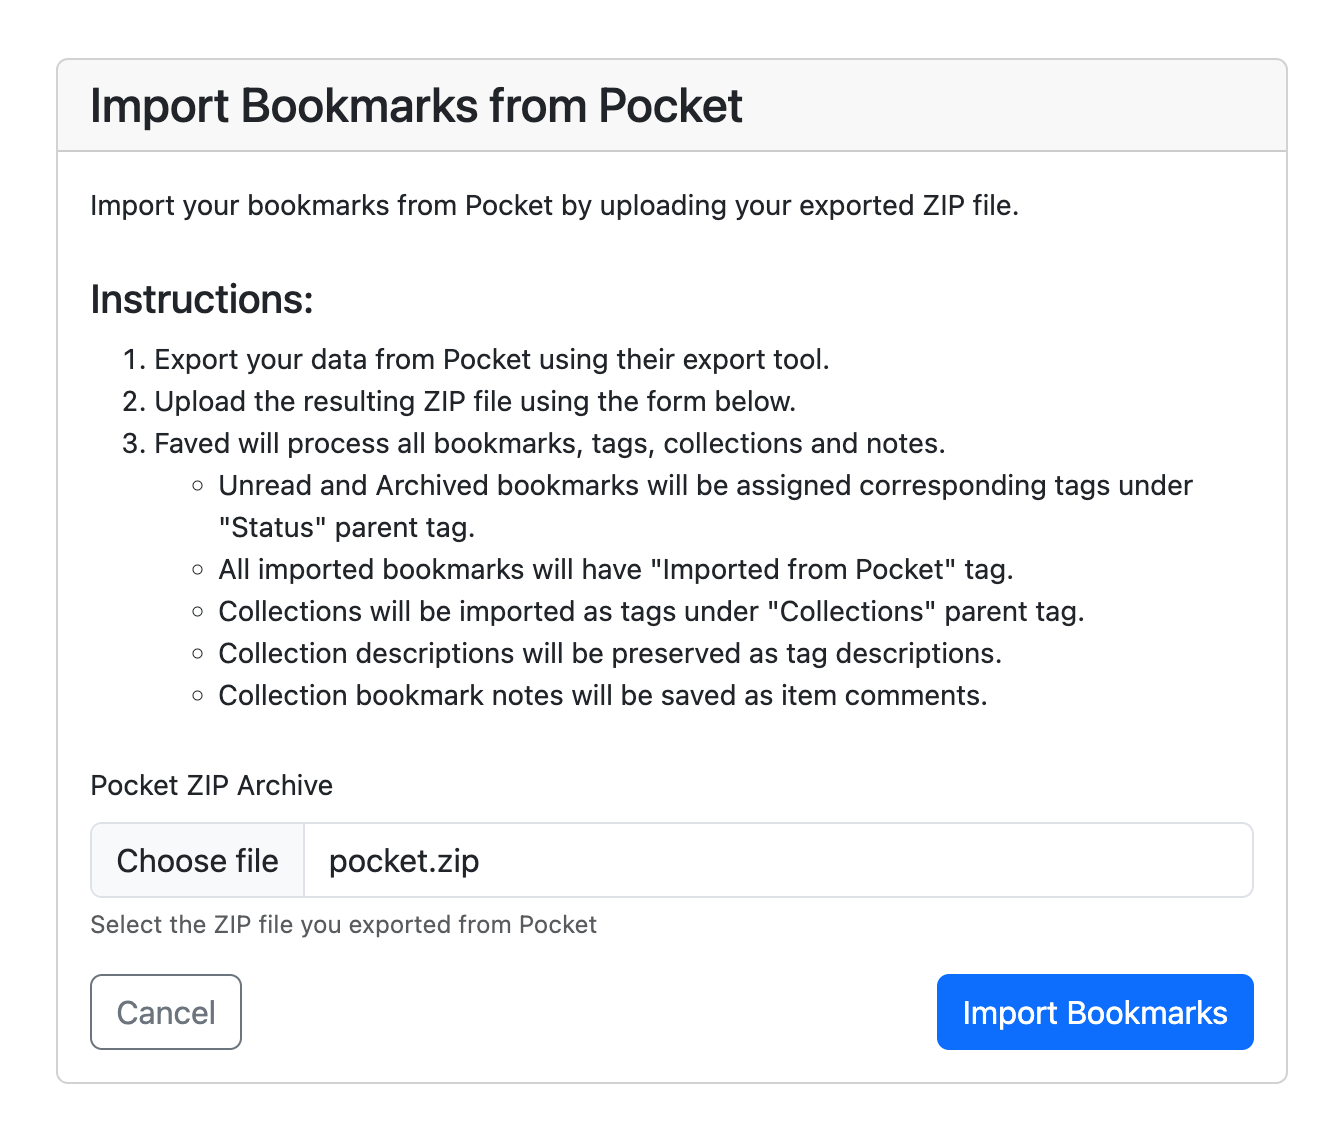 Import Bookmarks from Pocket
Import your bookmarks from Pocket by uploading your exported ZIP file.
Instructions:
1. Export your data from Pocket using their export tool.
2. Upload the resulting ZIP file using the form below.
3. Faved will process all bookmarks, tags, collections and notes.
◦ Unread and Archived bookmarks will be assigned corresponding tags under
"Status" parent tag.
◦ All imported bookmarks will have "Imported from Pocket" tag.
◦ Collections will be imported as tags under "Collections" parent tag.
◦ Collection descriptions will be preserved as tag descriptions.
◦ Collection bookmark notes will be saved as item comments.
Pocket ZIP Archive
Choose file pocket.zip
Select the ZIP file you exported from Pocket
Cancel Import Bookmarks